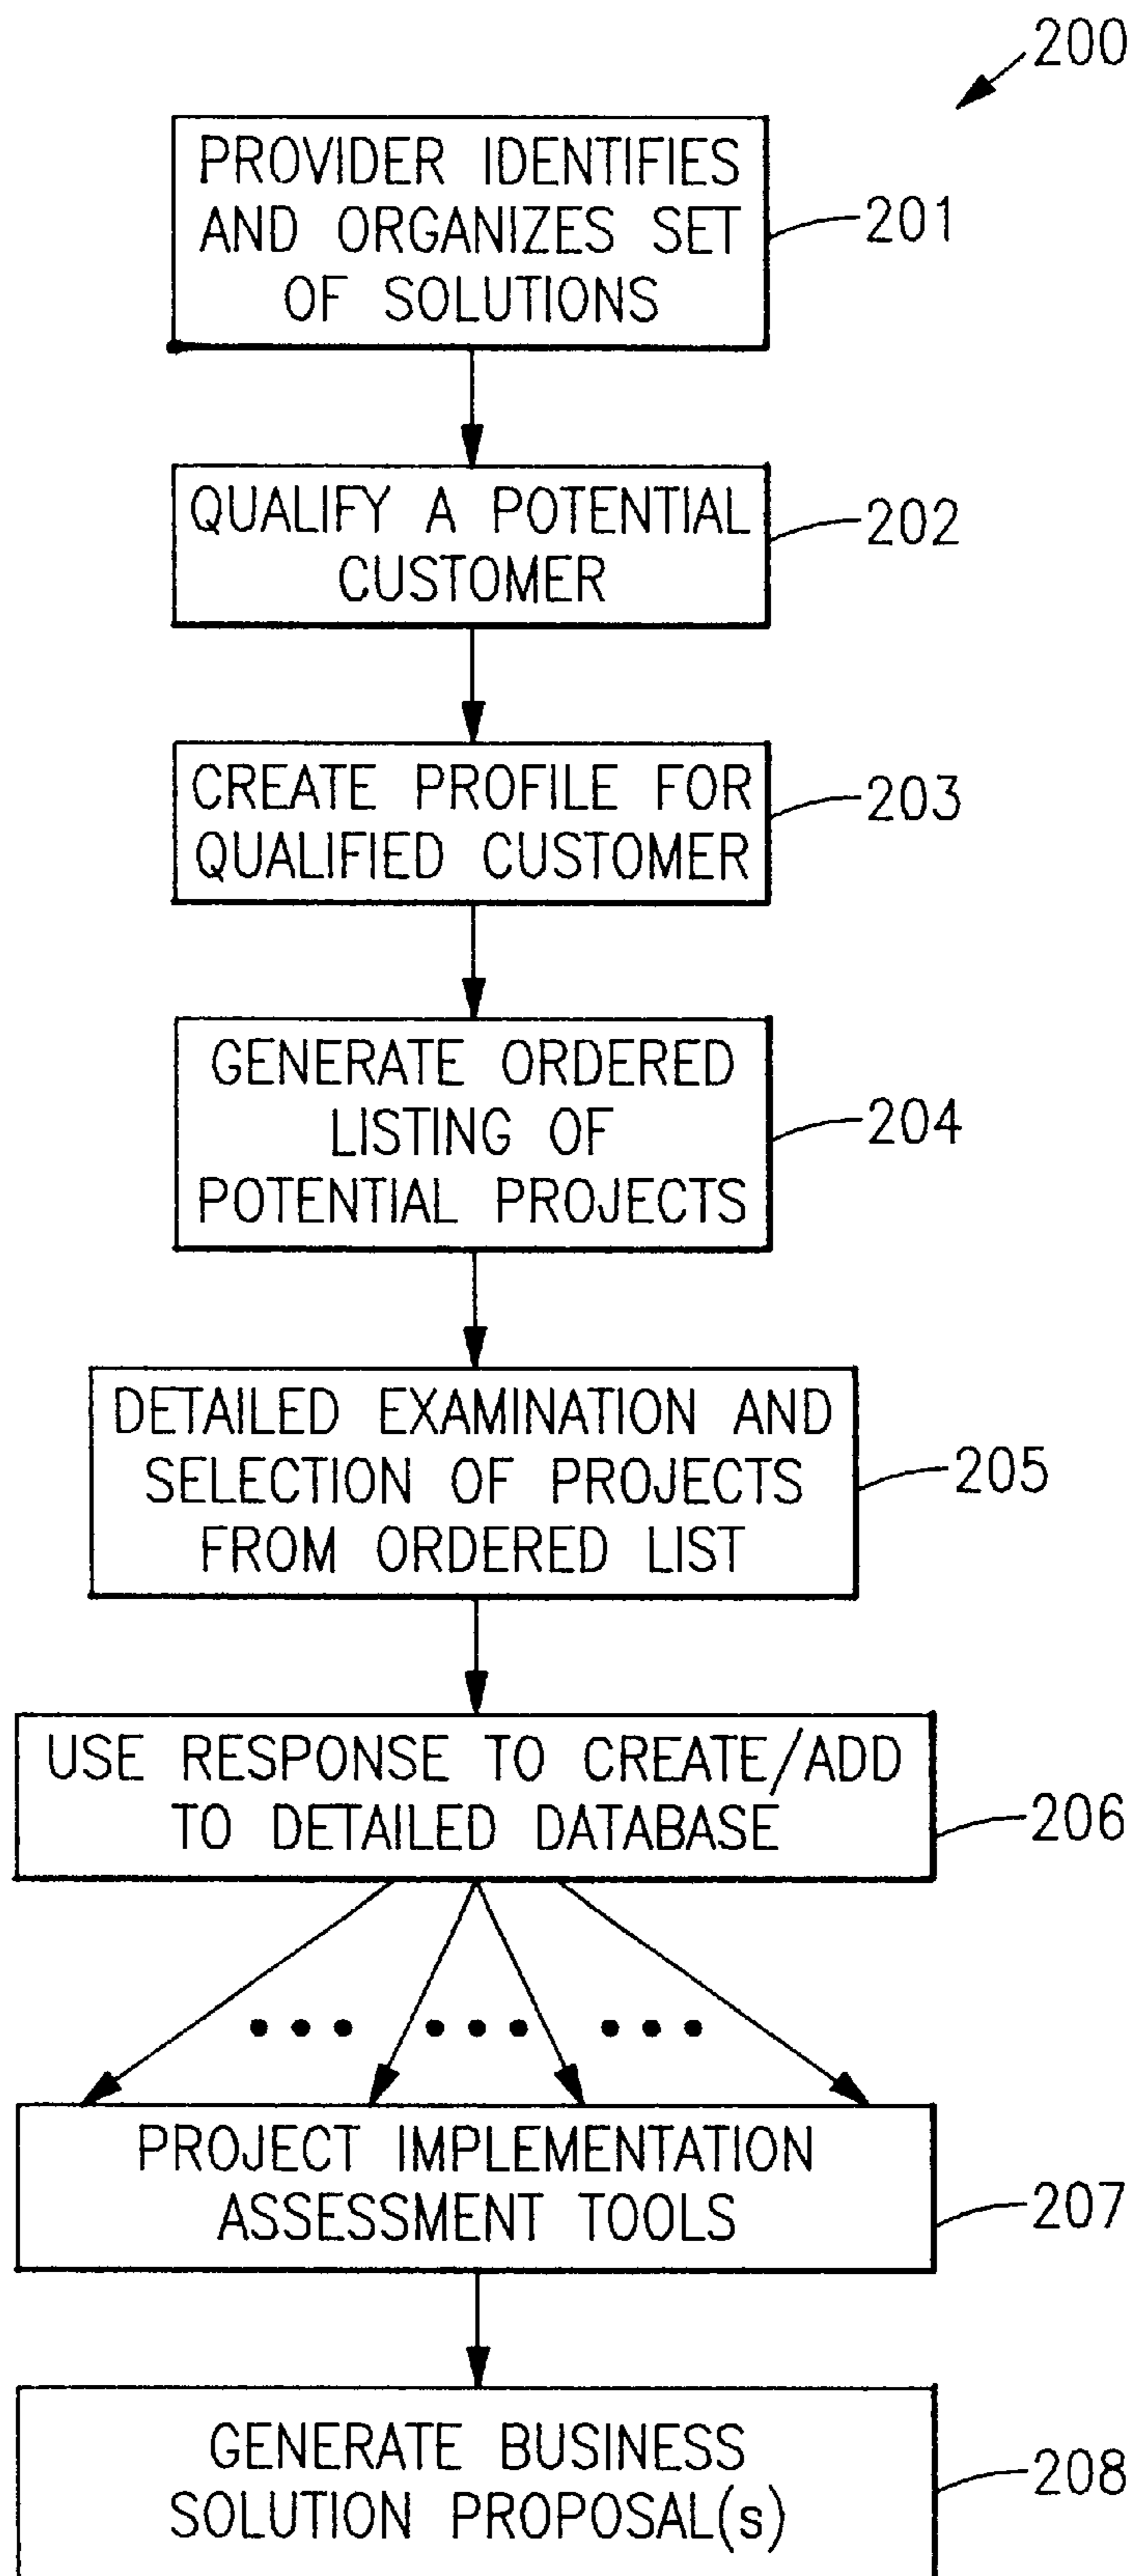 200
PROVIDER IDENTIFIES
AND ORGANIZES SET
OF SOLUTIONS
201
QUALIFY A POTENTIAL
CUSTOMER
202
CREATE PROFILE FOR
QUALIFIED CUSTOMER
203
GENERATE ORDERED
LISTING OF
POTENTIAL PROJECTS
204
DETAILED EXAMINATION AND
SELECTION OF PROJECTS
FROM ORDERED LIST
205
USE RESPONSE TO CREATE/ADD
TO DETAILED DATABASE
206
PROJECT IMPLEMENTATION
ASSESSMENT TOOLS
207
GENERATE BUSINESS
SOLUTION PROPOSAL(s)
208